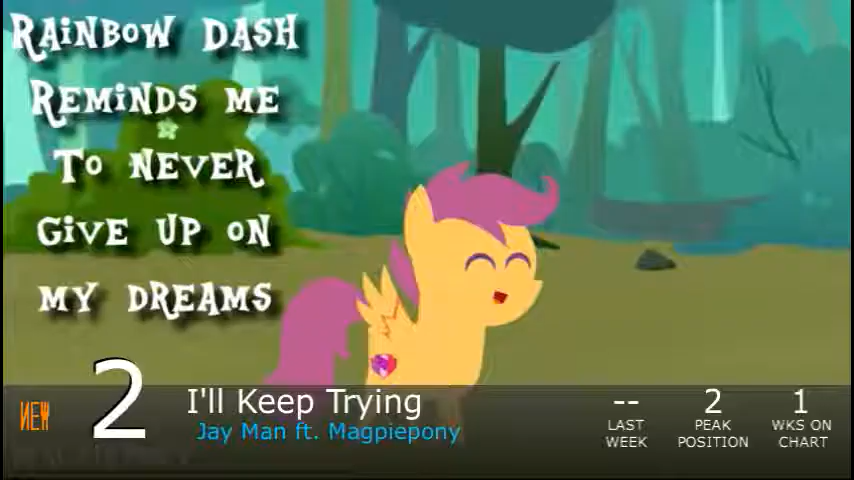 RAINBOW DASH
REMINDS ME
TO NEVER
GIVE UP ON
MY DREAMS
NEW
2
I'll Keep Trying
Jay Man ft. Magpiepony
--
LAST
WEEK
2
PEAK
POSITION
1
WKS ON
CHART